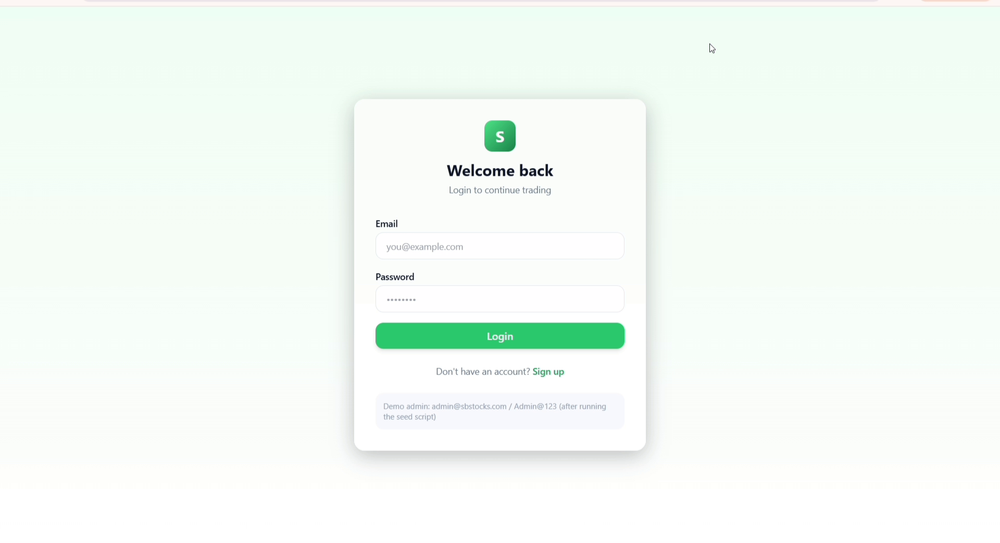 S
Welcome back
Login to continue trading
Email
you@example.com
Password
••••••••
Login
Don't have an account? Sign up
Demo admin: admin@sbstocks.com / Admin@123 (after running
the seed script)